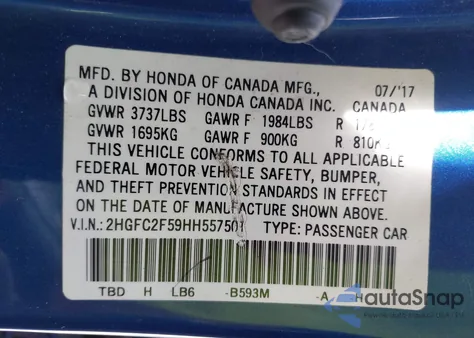 MFD. BY HONDA OF CANADA MFG., 07/'17
A DIVISION OF HONDA CANADA INC. CANADA
GVWR 3737LBS GAWR F 1984LBS R
GVWR 1695KG GAWR F 900KG R 810KG
THIS VEHICLE CONFORMS TO ALL APPLICABLE
FEDERAL MOTOR VEHICLE SAFETY, BUMPER,
AND THEFT PREVENTION STANDARDS IN EFFECT
ON THE DATE OF MANUFACTURE SHOWN ABOVE.
V.I.N.: TYPE: PASSENGER CAR
TBD H LB6 -B593M -A H
autaSnap